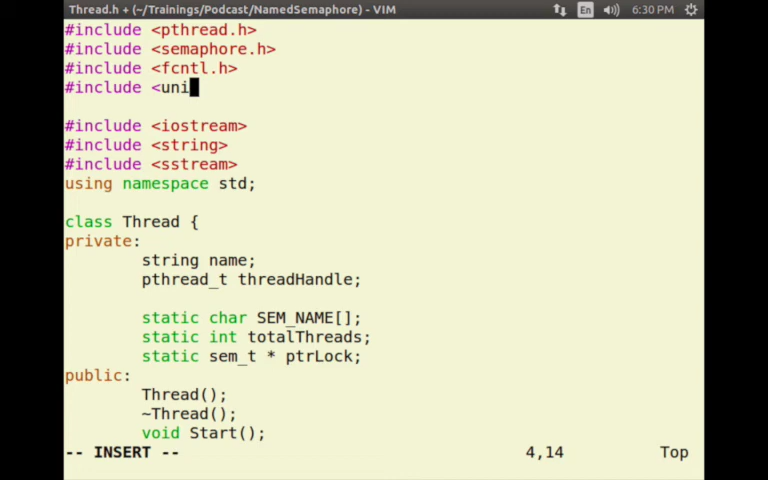 Thread.h + (~/Trainings/Podcast/NamedSemaphore) - VIM
En
6:30 PM
#include <pthread.h>
#include <semaphore.h>
#include <fcntl.h>
#include <uni
#include <iostream>
#include <string>
#include <sstream>
using namespace std;
class Thread {
private:
string name;
pthread_t threadHandle;
static char SEM_NAME[];
static int totalThreads;
static sem_t * ptrLock;
public:
Thread();
~Thread();
void Start();
-- INSERT --
4,14
Top